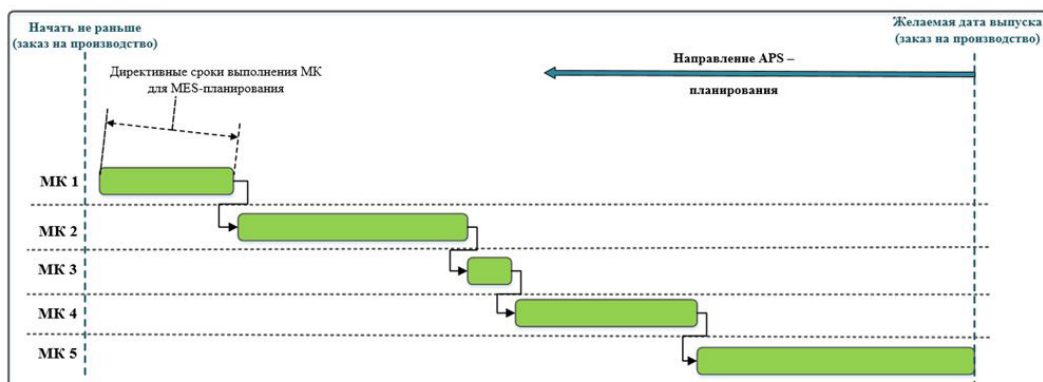 Начать не раньше
(заказ на производство)
Желаемая дата выпуска
(заказ на производство)
Директивные сроки выполнения МК
для MES-планирования
Направление APS –
планирования
МК 1
МК 2
МК 3
МК 4
МК 5